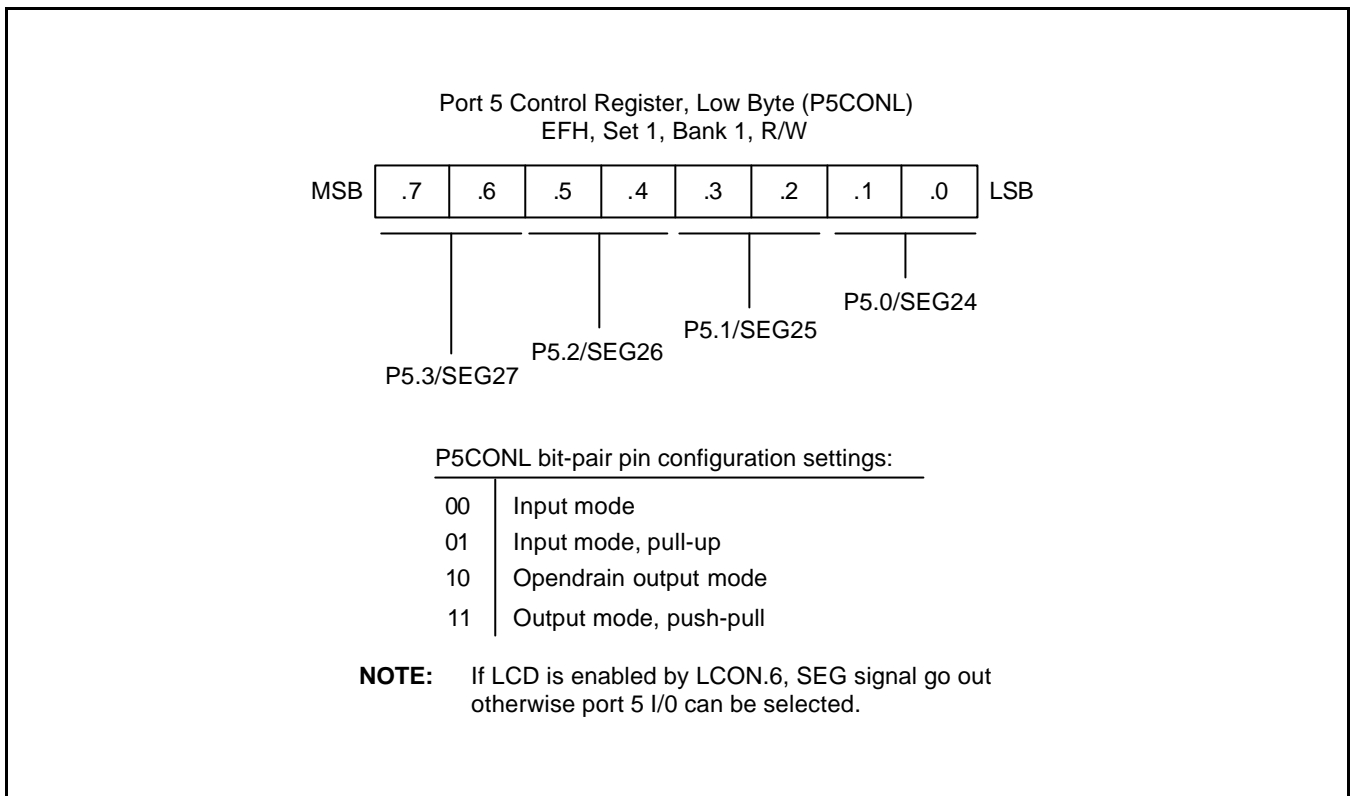 Port 5 Control Register, Low Byte (P5CONL)
EFH, Set 1, Bank 1, R/W
MSB .7 .6 .5 .4 .3 .2 .1 .0 LSB
P5.0/SEG24
P5.1/SEG25
P5.2/SEG26
P5.3/SEG27
P5CONL bit-pair pin configuration settings:
00 Input mode
01 Input mode, pull-up
10 Opendrain output mode
11 Output mode, push-pull
NOTE: If LCD is enabled by LCON.6, SEG signal go out
otherwise port 5 I/0 can be selected.